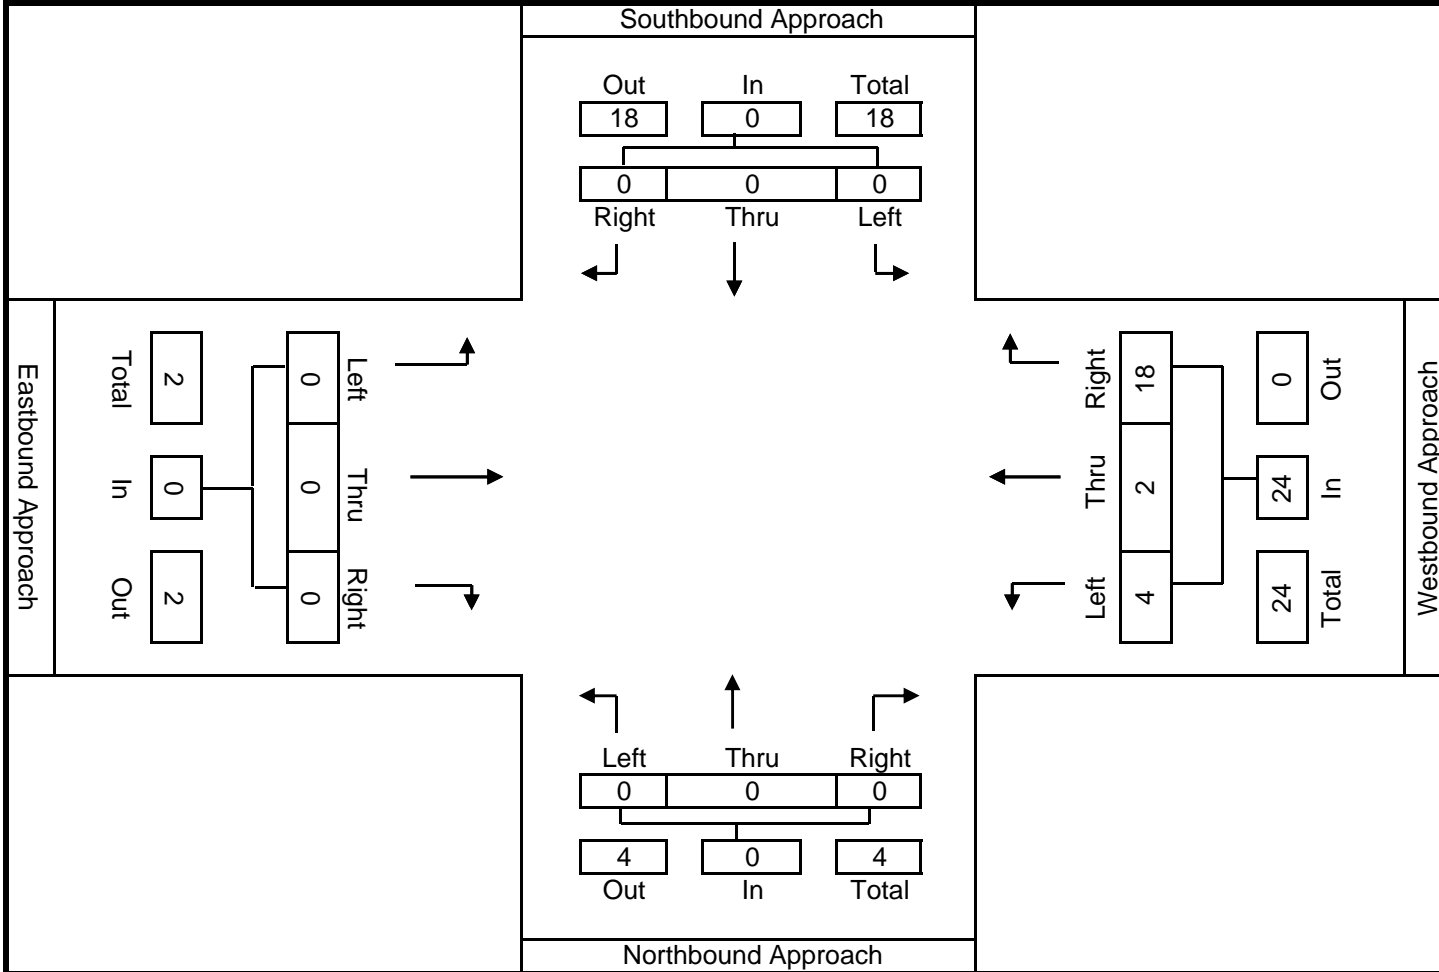 Southbound Approach
Out In Total
18 0 18
0 0 0
Right Thru Left
Eastbound Approach
Total In Out
2 0 2
0 0 0
Left Thru Right
Right Thru Left
18 2 4
0 24 24
Out In Total
Westbound Approach
Left Thru Right
0 0 0
4 0 4
Out In Total
Northbound Approach